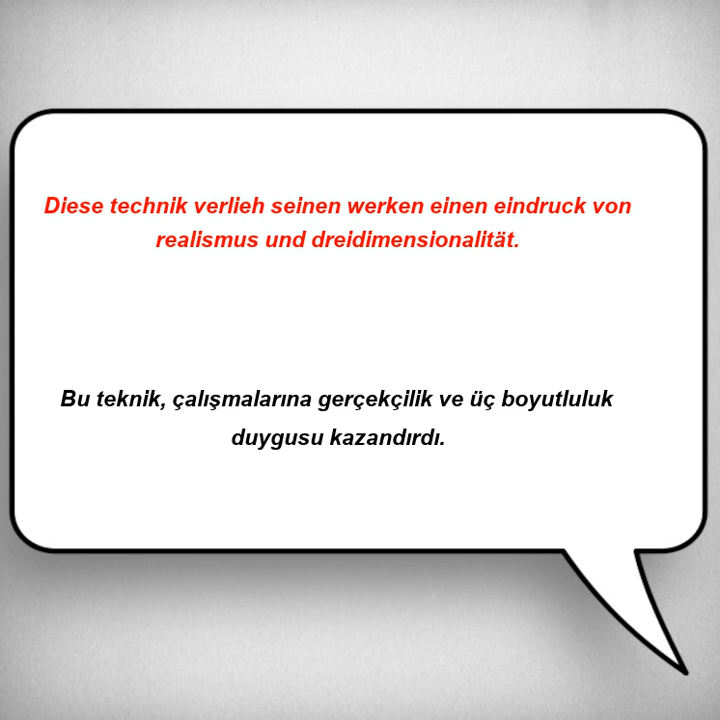 Diese technik verlieh seinen werken einen eindruck von
realismus und dreidimensionalität.
Bu teknik, çalışmalarına gerçekçilik ve üç boyutluluk
duygusu kazandırdı.